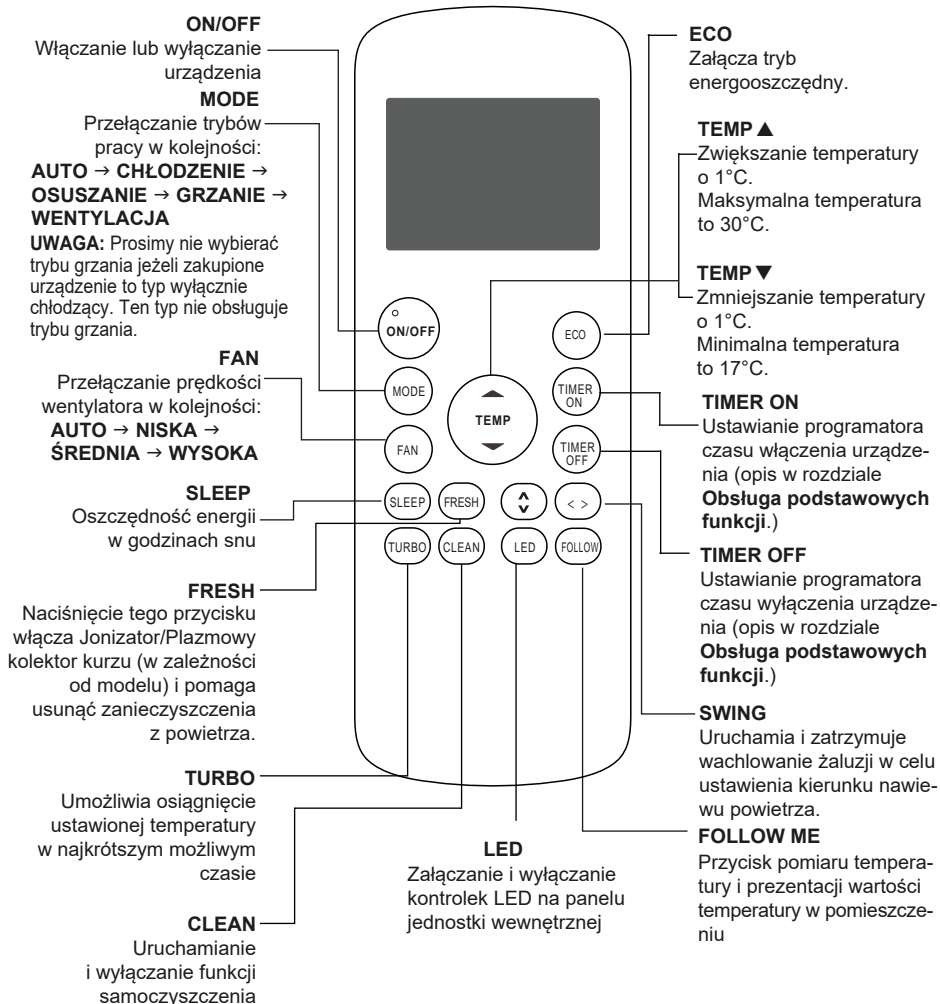 ON/OFF
Włączanie lub wyłączanie
urządzenia
MODE
Przełączanie trybów
pracy w kolejności:
AUTO → CHŁODZENIE →
OSUSZANIE → GRZANIE →
WENTYLACJA
UWAGA: Prosimy nie wybierać
trybu grzania jeżeli zakupione
urządzenie to typ wyłącznie
chłodzący. Ten typ nie obsługuje
trybu grzania.
FAN
Przełączanie prędkości
wentylatora w kolejności:
AUTO → NISKA →
ŚREDNIA → WYSOKA
SLEEP
Oszczędność energii
w godzinach snu
FRESH
Naciśnięcie tego przycisku
włącza Jonizator/Plazmowy
kolektor kurzu (w zależności
od modelu) i pomaga
usunąć zanieczyszczenia
z powietrza.
TURBO
Umożliwia osiągnięcie
ustawionej temperatury
w najkrótszym możliwym
czasie
CLEAN
Uruchamianie
i wyłączanie funkcji
samoczyszczenia
ON/OFF
ECO
MODE
TEMP
TIMER
ON
FAN
TIMER
OFF
SLEEP
FRESH
< >
TURBO
CLEAN
LED
FOLLOW
LED
Załączanie i wyłączanie
kontrolek LED na panelu
jednostki wewnętrznej
ECO
Załącza tryb
energooszczędny.
TEMP ▲
Zwiększanie temperatury
o 1°C.
Maksymalna temperatura
to 30°C.
TEMP ▼
Zmniejszanie temperatury
o 1°C.
Minimalna temperatura
to 17°C.
TIMER ON
Ustawianie programatora
czasu włączenia urządze-
nia (opis w rozdziale
Obsługa podstawowych
funkcji.)
TIMER OFF
Ustawianie programatora
czasu wyłączenia urządze-
nia (opis w rozdziale
Obsługa podstawowych
funkcji.)
SWING
Uruchamia i zatrzymuje
wachlowanie żaluzji w celu
ustawienia kierunku nawie-
wu powietrza.
FOLLOW ME
Przycisk pomiaru tempera-
tury i prezentacji wartości
temperatury w pomieszcze-
niu